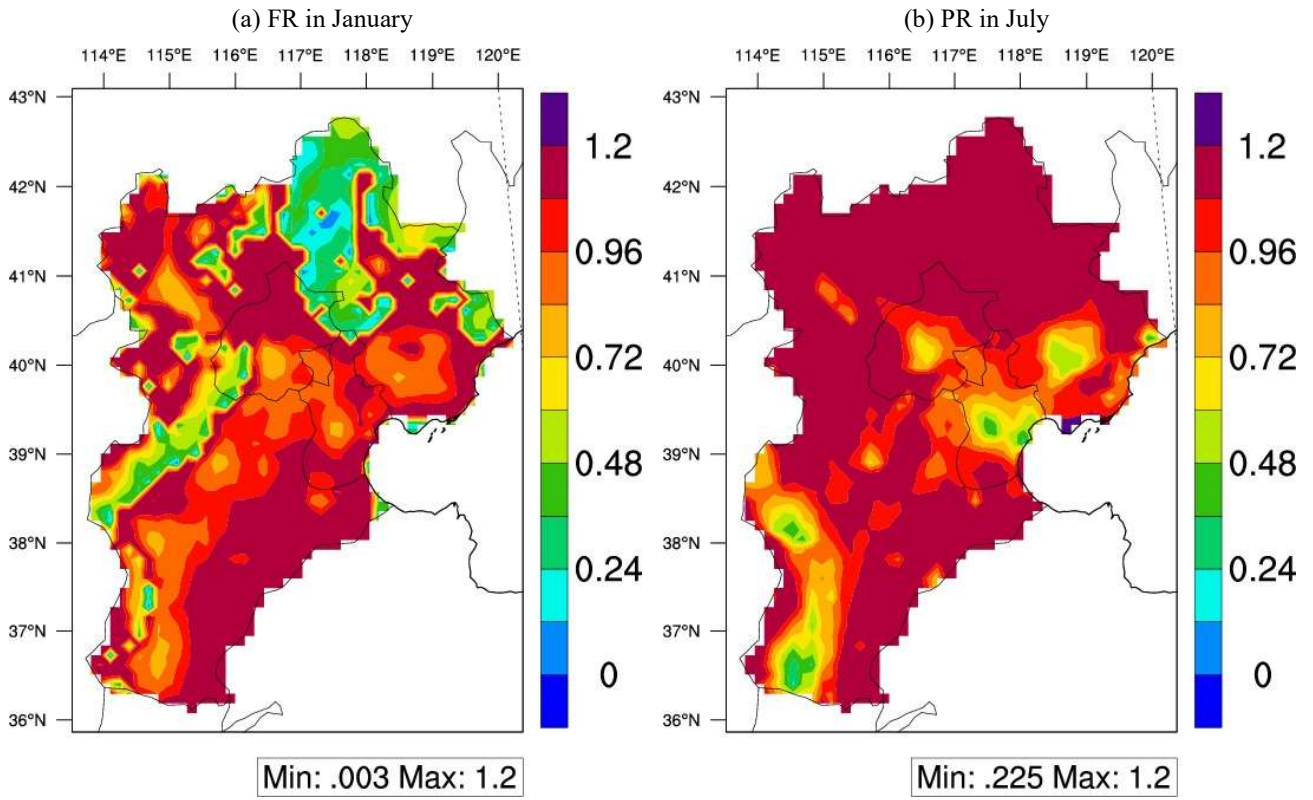 (a) FR in January
(b) PR in July
114°E 115°E 116°E 117°E 118°E 119°E 120°E
114°E 115°E 116°E 117°E 118°E 119°E 120°E
43°N
42°N
41°N
40°N
39°N
38°N
37°N
36°N
1.2
0.96
0.72
0.48
0.24
0
43°N
42°N
41°N
40°N
39°N
38°N
37°N
36°N
1.2
0.96
0.72
0.48
0.24
0
Min: .003 Max: 1.2
Min: .225 Max: 1.2